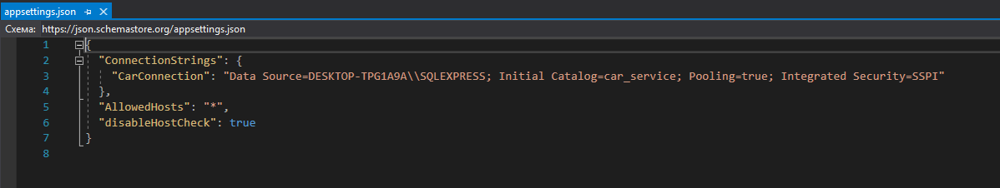 appsettings.json
Схема: https://json.schemastore.org/appsettings.json
1 {
2 "ConnectionStrings": {
3 "CarConnection": "Data Source=DESKTOP-TPG1A9A\\SQLEXPRESS; Initial Catalog=car_service; Pooling=true; Integrated Security=SSPI"
4 },
5 "AllowedHosts": "*",
6 "disableHostCheck": true
7 }
8